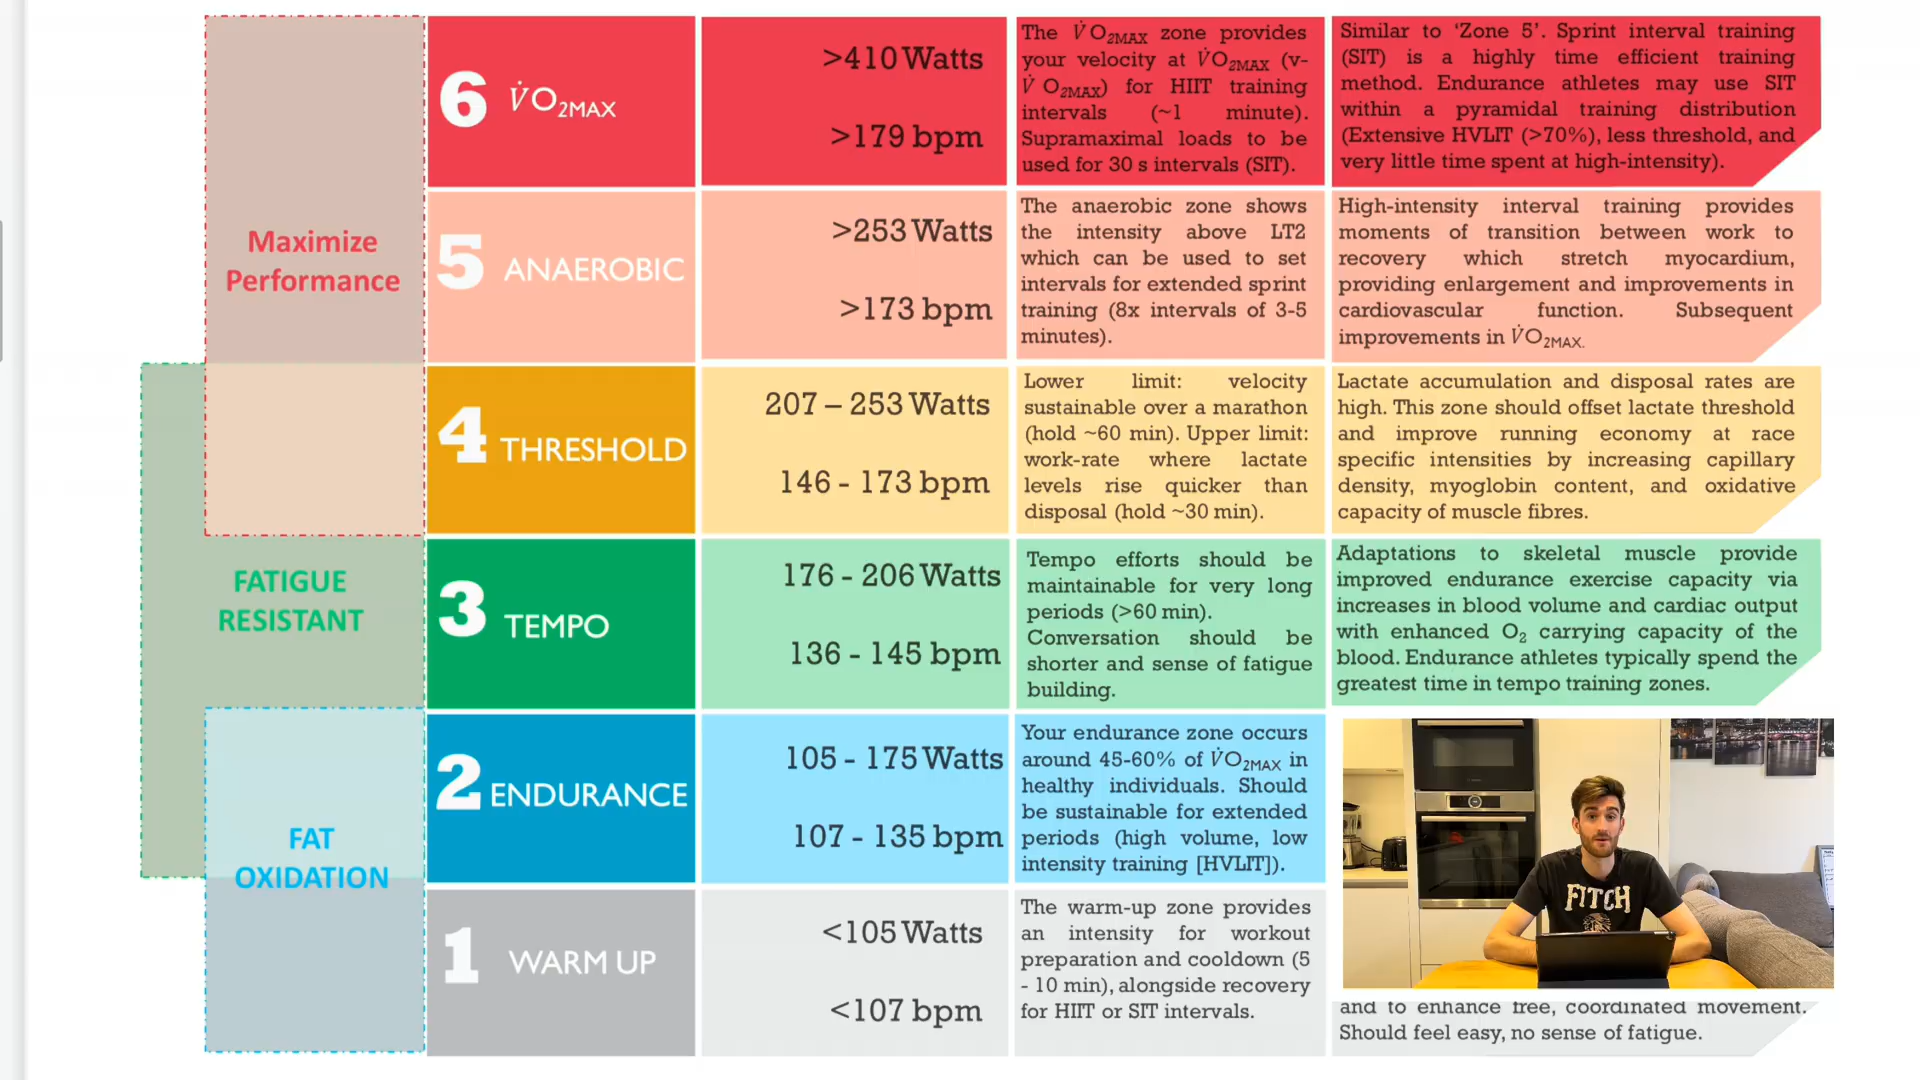 Maximize
Performance
FATIGUE
RESISTANT
FAT
OXIDATION
6 V̇O2MAX
>410 Watts
>179 bpm
The V̇O2MAX zone provides
your velocity at V̇O2MAX (v-
V̇ O2MAX) for HIIT training
intervals (~1 minute).
Supramaximal loads to be
used for 30 s intervals (SIT).
Similar to ‘Zone 5’. Sprint interval training
(SIT) is a highly time efficient training
method. Endurance athletes may use SIT
within a pyramidal training distribution
(Extensive HVLIT (>70%), less threshold, and
very little time spent at high-intensity).
5 ANAEROBIC
>253 Watts
>173 bpm
The anaerobic zone shows
the intensity above LT2
which can be used to set
intervals for extended sprint
training (8x intervals of 3-5
minutes).
High-intensity interval training provides
moments of transition between work to
recovery which stretch myocardium,
providing enlargement and improvements in
cardiovascular function. Subsequent
improvements in V̇O2MAX.
4 THRESHOLD
207 – 253 Watts
146 - 173 bpm
Lower limit: velocity
sustainable over a marathon
(hold ~60 min). Upper limit:
work-rate where lactate
levels rise quicker than
disposal (hold ~30 min).
Lactate accumulation and disposal rates are
high. This zone should offset lactate threshold
and improve running economy at race
specific intensities by increasing capillary
density, myoglobin content, and oxidative
capacity of muscle fibres.
3 TEMPO
176 - 206 Watts
136 - 145 bpm
Tempo efforts should be
maintainable for very long
periods (>60 min).
Conversation should be
shorter and sense of fatigue
building.
Adaptations to skeletal muscle provide
improved endurance exercise capacity via
increases in blood volume and cardiac output
with enhanced O2 carrying capacity of the
blood. Endurance athletes typically spend the
greatest time in tempo training zones.
2 ENDURANCE
105 - 175 Watts
107 - 135 bpm
Your endurance zone occurs
around 45-60% of V̇O2MAX in
healthy individuals. Should
be sustainable for extended
periods (high volume, low
intensity training [HVLIT]).
FITCH
1 WARM UP
<105 Watts
<107 bpm
The warm-up zone provides
an intensity for workout
preparation and cooldown (5
- 10 min), alongside recovery
for HIIT or SIT intervals.
and to enhance free, coordinated movement.
Should feel easy, no sense of fatigue.